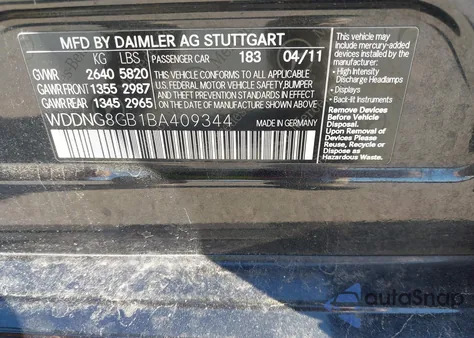 MFD BY DAIMLER AG STUTTGART
KG LBS PASSENGER CAR 183 04/11
GVWR 2640 5820 THIS VEHICLE CONFORMS TO ALL APPLICABLE
GAWR FRONT 1355 2987 U.S. FEDERAL MOTOR VEHICLE SAFETY, BUMPER
GAWR REAR 1345 2965 AND THEFT PREVENTION STANDARDS IN EFFECT
ON THE DATE OF MANUFACTURE SHOWN ABOVE.
WDDNG8GB1BA409344 MADE IN GERMANY
This vehicle may include
mercury-added devices
installed by the
manufacturer:
• High Intensity
Discharge Headlamps
• Displays
• Back-lit Instruments
Remove Devices Before
Vehicle Disposal.
Upon Removal of
Devices Please
Reuse, Recycle or
Dispose as
Hazardous Waste.
autoSnap